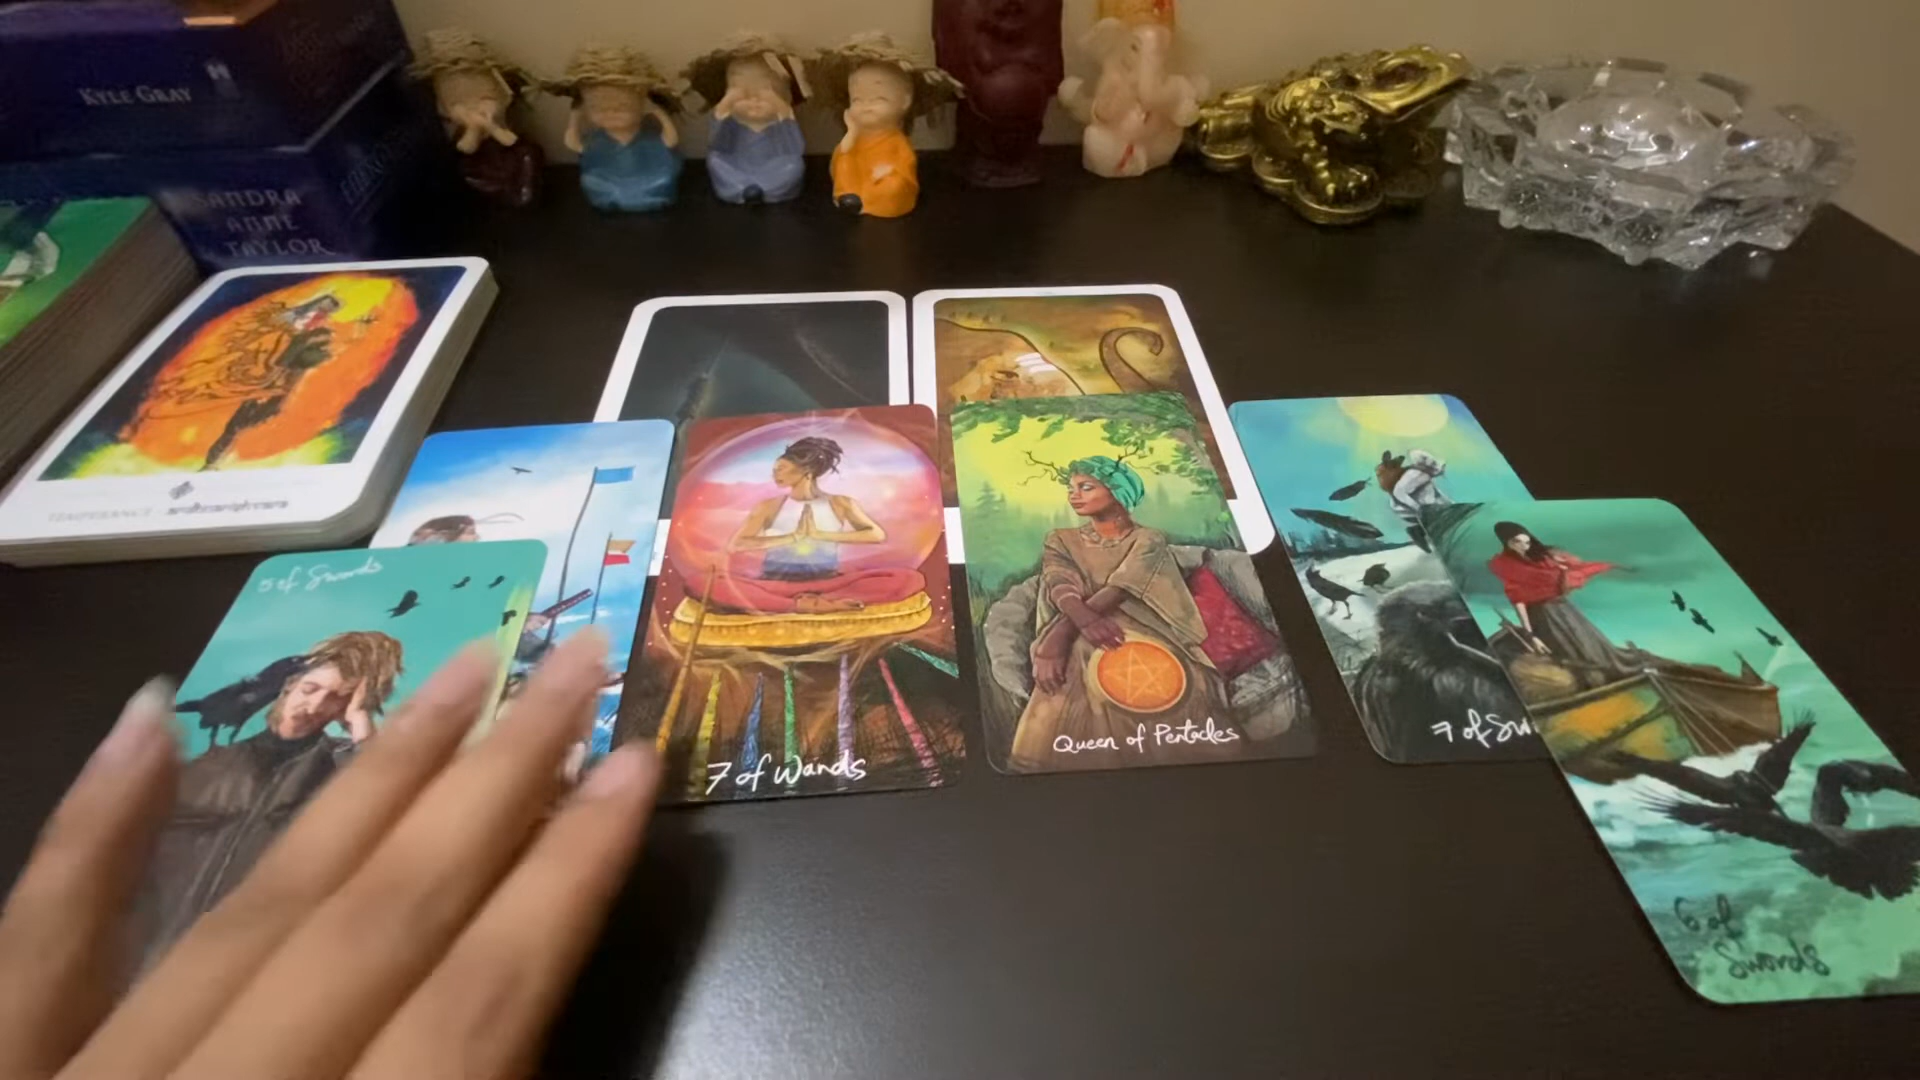 KYLE GRAY
SANDRA
ANNE
TAYLOR
TEMPERANCE
5 of Swords
7 of Wands
Queen of Pentacles
7 of Sw
6 of
Swords